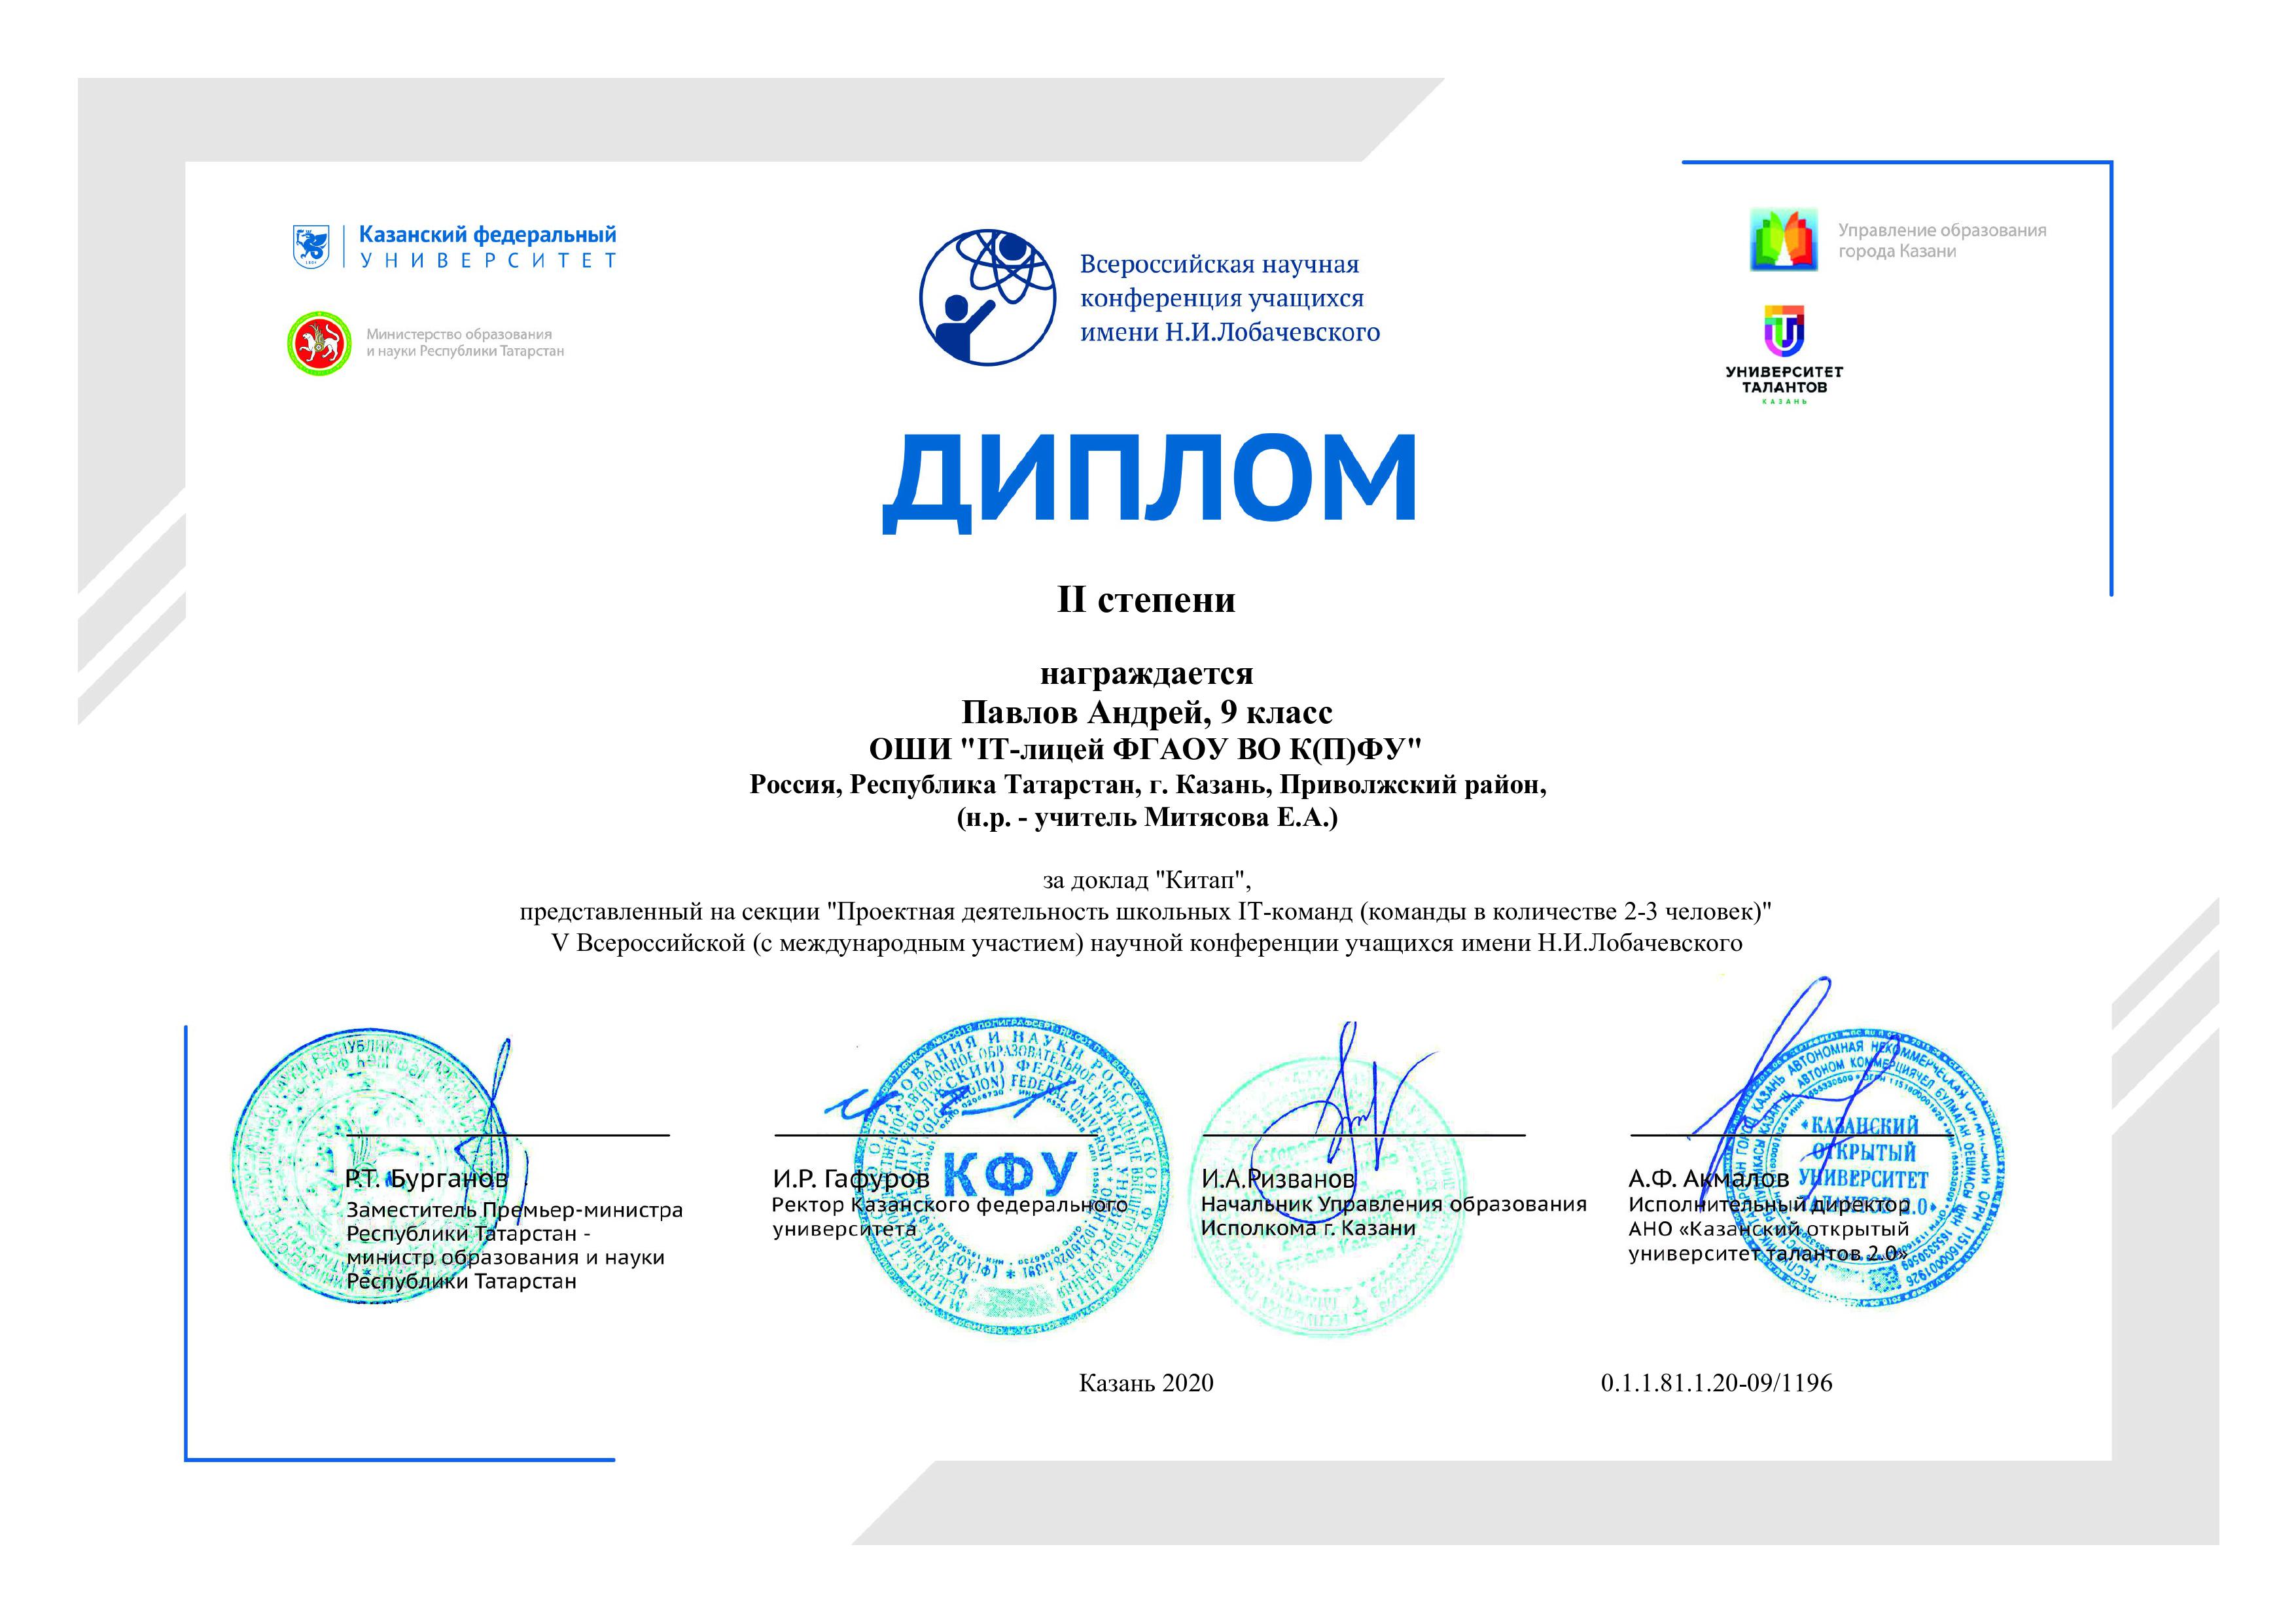 Казанский федеральный
УНИВЕРСИТЕТ
Министерство образования
и науки Республики Татарстан
Всероссийская научная
конференция учащихся
имени Н.И.Лобачевского
Управление образования
города Казани
УНИВЕРСИТЕТ
ТАЛАНТОВ
КАЗАНЬ
ДИПЛОМ
II степени
награждается
Павлов Андрей, 9 класс
ОШИ "IT-лицей ФГАОУ ВО К(П)ФУ"
Россия, Республика Татарстан, г. Казань, Приволжский район,
(н.р. - учитель Митясова Е.А.)
за доклад "Китап",
представленный на секции "Проектная деятельность школьных IT-команд (команды в количестве 2-3 человек)"
V Всероссийской (с международным участием) научной конференции учащихся имени Н.И.Лобачевского
Р.Т. Бурганов
Заместитель Премьер-министра
Республики Татарстан -
министр образования и науки
Республики Татарстан
КФУ
И.Р. Гафуров
Ректор Казанского федерального
университета
И.А.Ризванов
Начальник Управления образования
Исполкома г. Казани
КАЗАНСКИЙ
ОТКРЫТЫЙ
УНИВЕРСИТЕТ
ТАЛАНТОВ 2.0
А.Ф. Акмалов
Исполнительный директор
АНО «Казанский открытый
университет талантов 2.0»
Казань 2020
0.1.1.81.1.20-09/1196